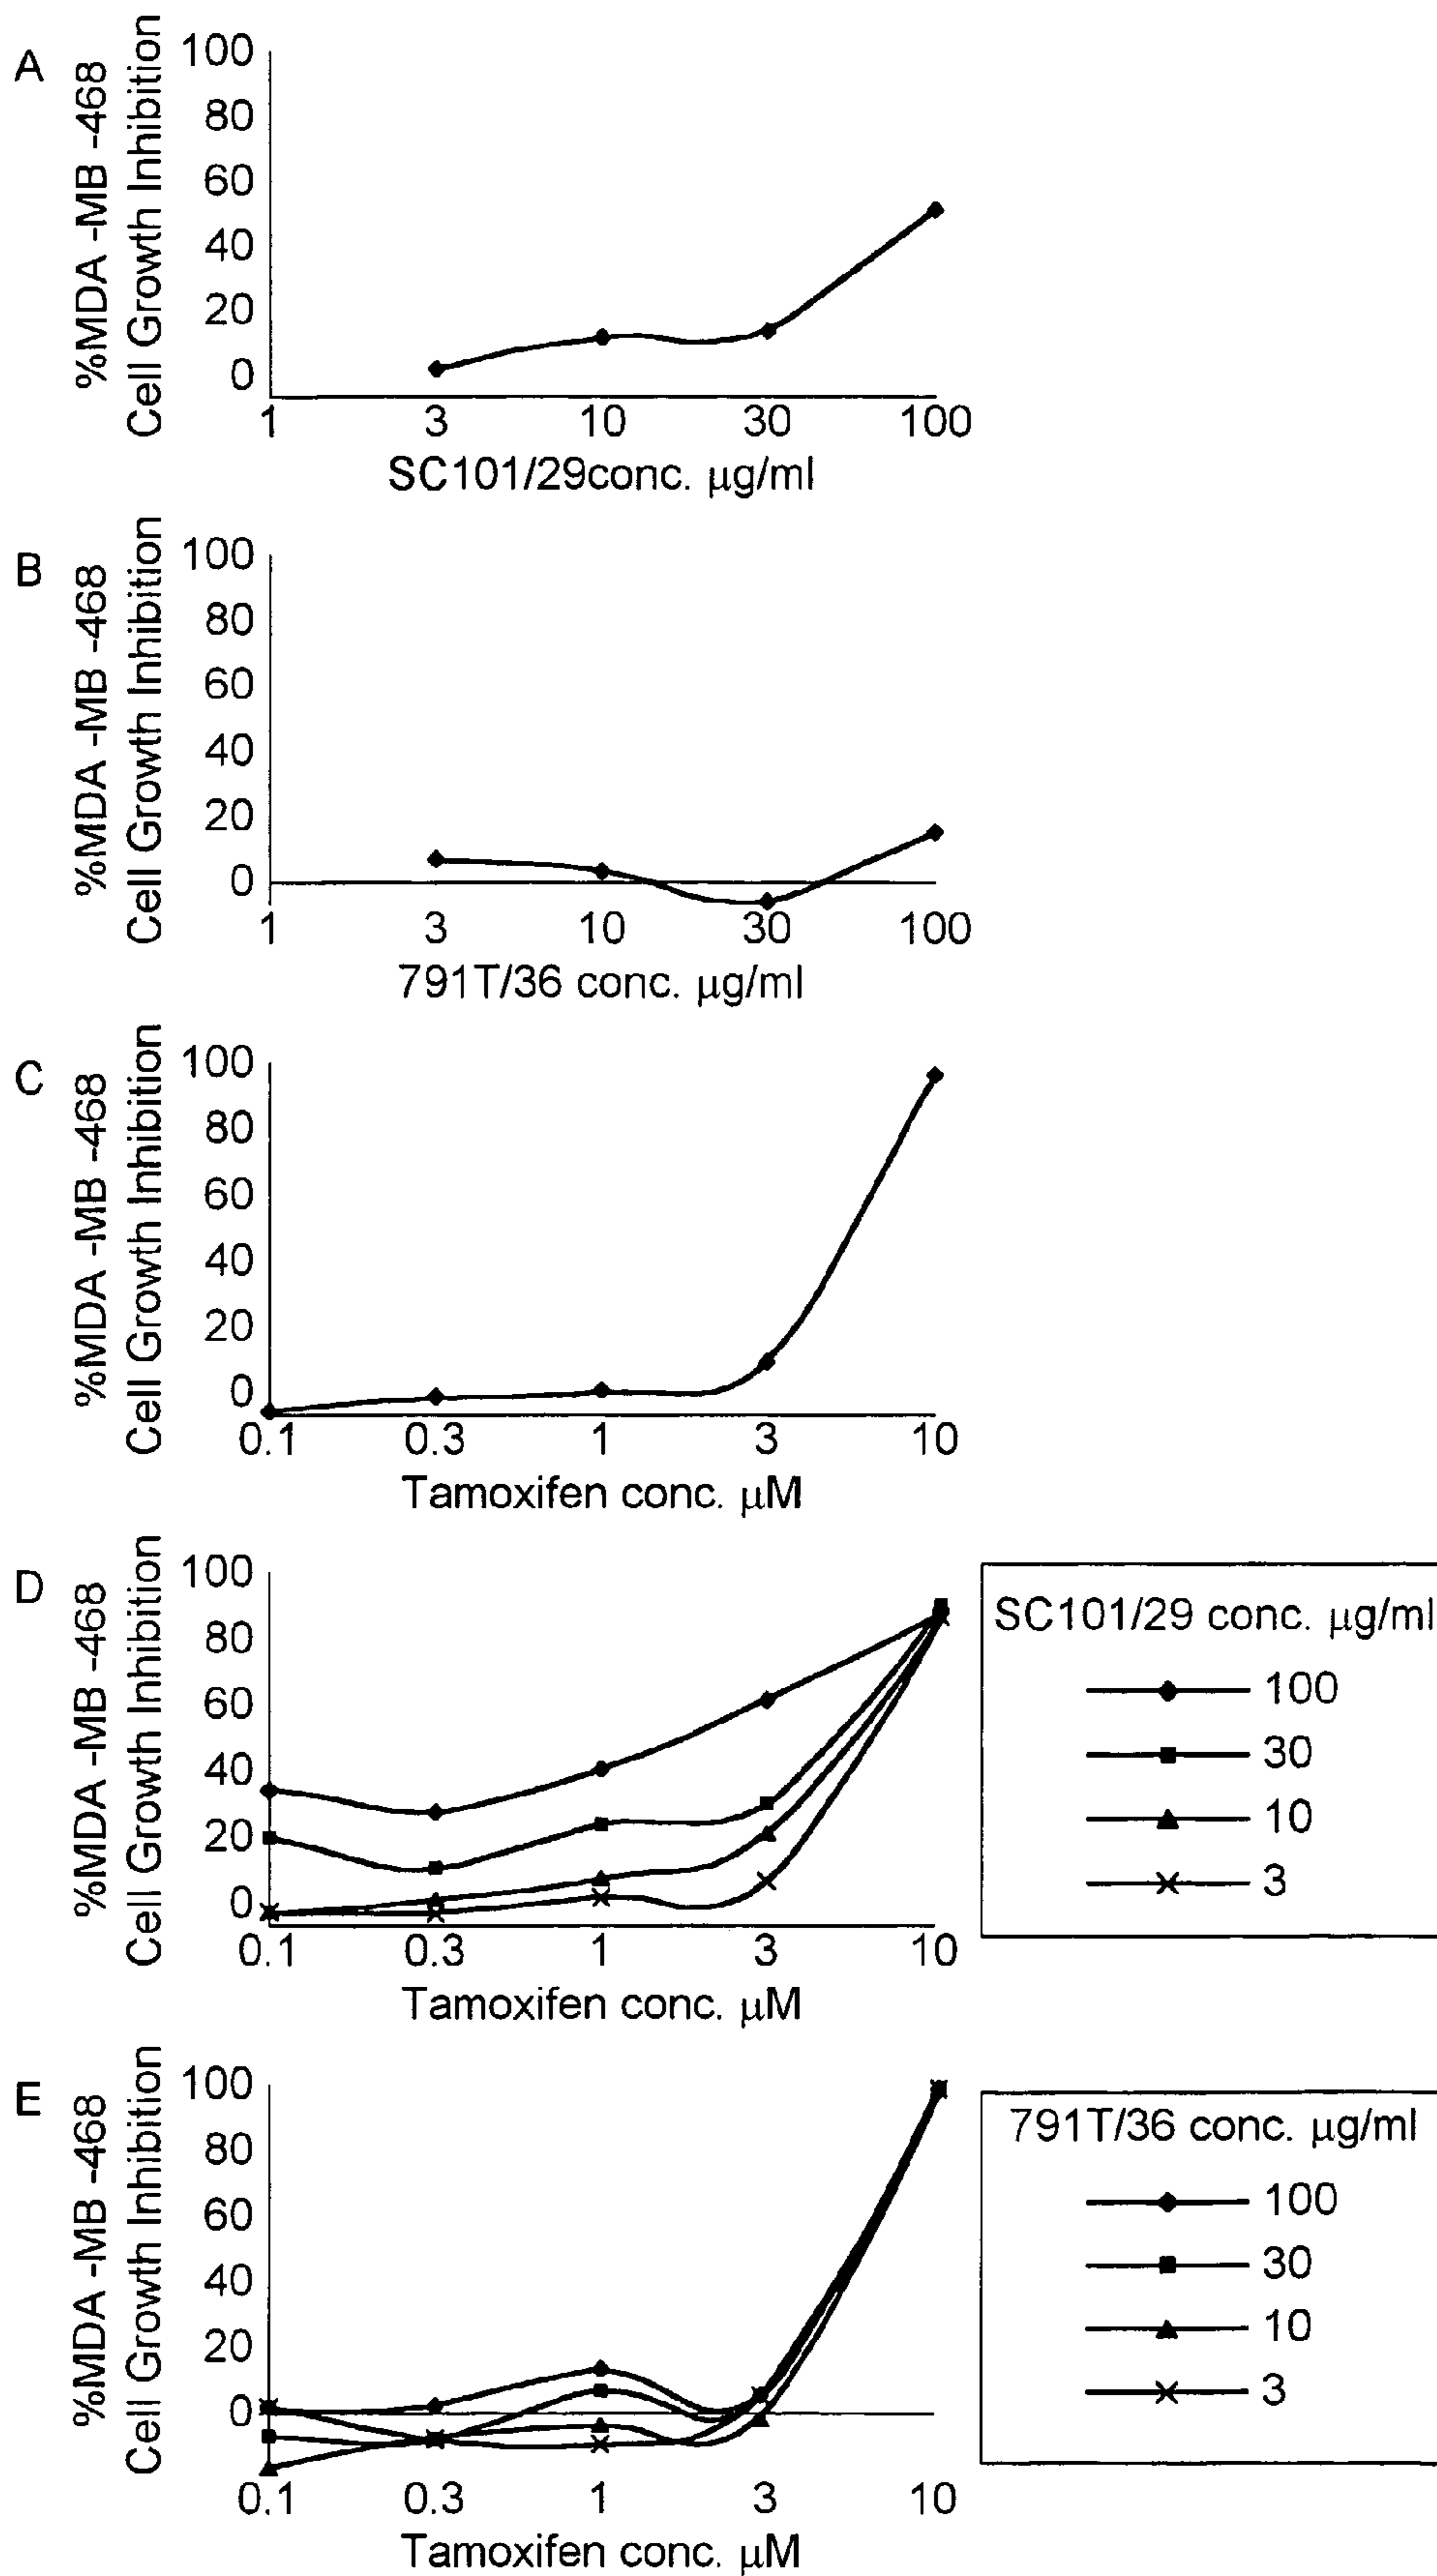 A
%MDA -MB -468
Cell Growth Inhibition
100
80
60
40
20
0
1 3 10 30 100
SC101/29conc. μg/ml
B
%MDA -MB -468
Cell Growth Inhibition
100
80
60
40
20
0
1 3 10 30 100
791T/36 conc. μg/ml
C
%MDA -MB -468
Cell Growth Inhibition
100
80
60
40
20
0
0.1 0.3 1 3 10
Tamoxifen conc. μM
D
%MDA -MB -468
Cell Growth Inhibition
100
80
60
40
20
0
0.1 0.3 1 3 10
Tamoxifen conc. μM
SC101/29 conc. μg/ml
100
30
10
3
E
%MDA -MB -468
Cell Growth Inhibition
100
80
60
40
20
0
0.1 0.3 1 3 10
Tamoxifen conc. μM
791T/36 conc. μg/ml
100
30
10
3